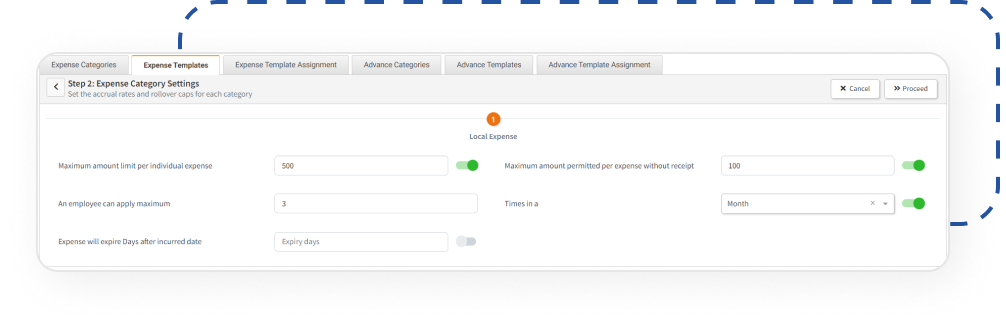 Expense Categories Expense Templates Expense Template Assignment Advance Categories Advance Templates Advance Template Assignment
Step 2: Expense Category Settings
Set the accrual rates and rollover caps for each category
Cancel Proceed
1
Local Expense
Maximum amount limit per individual expense 500 Maximum amount permitted per expense without receipt 100
An employee can apply maximum 3 Times in a Month
Expense will expire Days after incurred date Expiry days